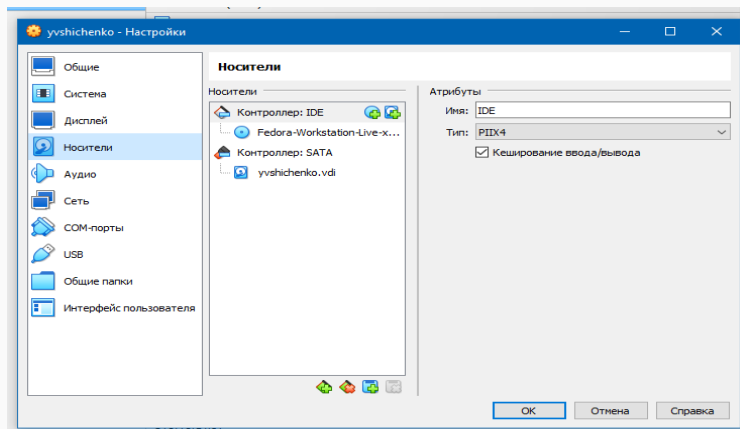 yvshichenko - Настройки
Общие
Система
Дисплей
Носители
Аудио
Сеть
COM-порты
USB
Общие папки
Интерфейс пользователя
Носители
Носители
Контроллер: IDE
Fedora-Workstation-Live-x...
Контроллер: SATA
yvshichenko.vdi
Атрибуты
Имя: IDE
Тип: PIIX4
Кеширование ввода/вывода
OK Отмена Справка